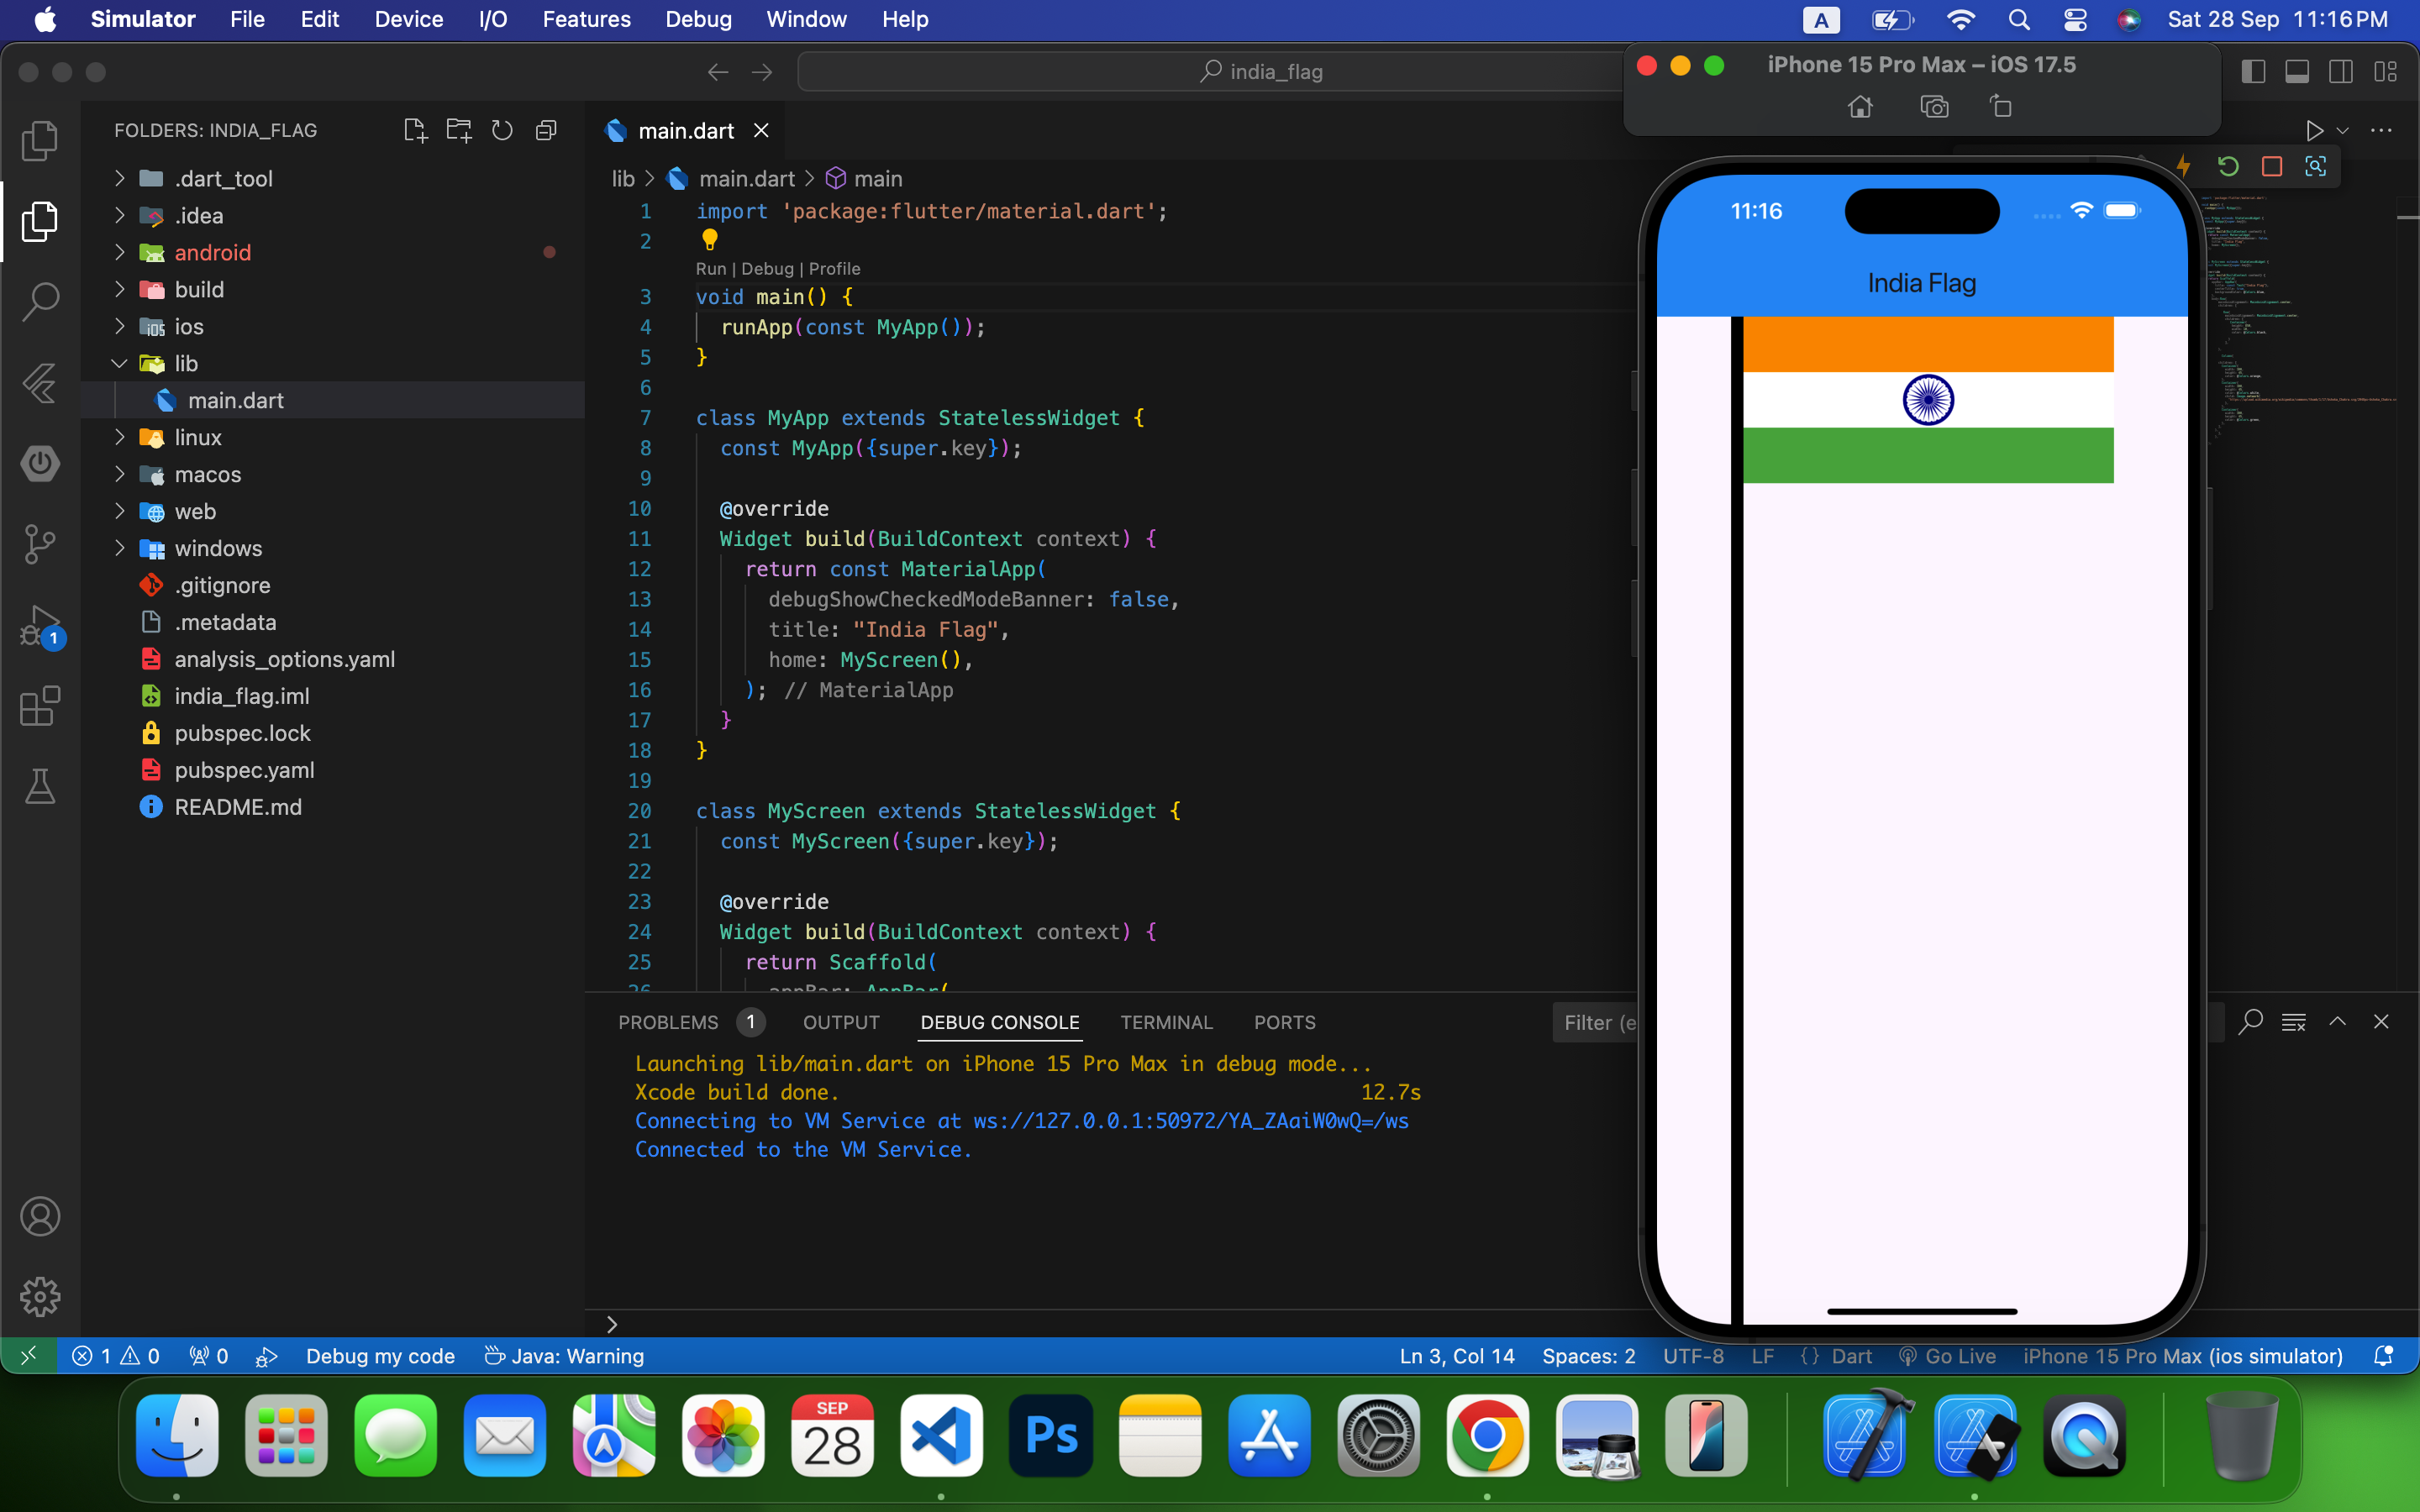 Simulator File Edit Device I/O Features Debug Window Help A Sat 28 Sep 11:16 PM
india_flag
iPhone 15 Pro Max – iOS 17.5
FOLDERS: INDIA_FLAG
.dart_tool
.idea
android
build
ios
lib
main.dart
linux
macos
web
windows
.gitignore
.metadata
analysis_options.yaml
india_flag.iml
pubspec.lock
pubspec.yaml
README.md
1
main.dart
lib > main.dart > main
1 import 'package:flutter/material.dart';
2
Run | Debug | Profile
3 void main() {
4 runApp(const MyApp());
5 }
6
7 class MyApp extends StatelessWidget {
8 const MyApp({super.key});
9
10 @override
11 Widget build(BuildContext context) {
12 return const MaterialApp(
13 debugShowCheckedModeBanner: false,
14 title: "India Flag",
15 home: MyScreen(),
16 ); // MaterialApp
17 }
18 }
19
20 class MyScreen extends StatelessWidget {
21 const MyScreen({super.key});
22
23 @override
24 Widget build(BuildContext context) {
25 return Scaffold(
26 appBar: AppBar(
11:16
India Flag
PROBLEMS 1 OUTPUT DEBUG CONSOLE TERMINAL PORTS Filter (e
Launching lib/main.dart on iPhone 15 Pro Max in debug mode...
Xcode build done. 12.7s
Connecting to VM Service at ws://127.0.0.1:50972/YA_ZAaiW0wQ=/ws
Connected to the VM Service.
1 0 0 Debug my code Java: Warning Ln 3, Col 14 Spaces: 2 UTF-8 LF {} Dart Go Live iPhone 15 Pro Max (ios simulator)
SEP
28
Ps